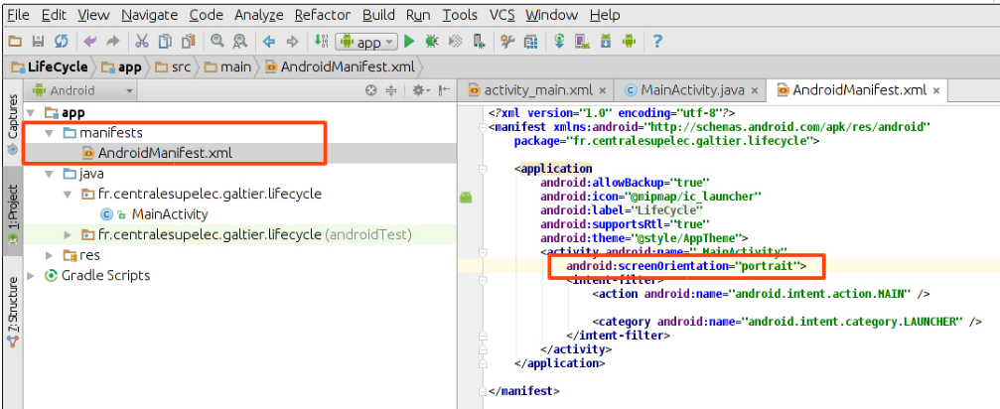 File Edit View Navigate Code Analyze Refactor Build Run Tools VCS Window Help
app
LifeCycle app src main AndroidManifest.xml
Android
activity_main.xml MainActivity.java AndroidManifest.xml
Captures
1: Project
7: Structure
app
manifests
AndroidManifest.xml
java
fr.centralesupelec.galtier.lifecycle
MainActivity
fr.centralesupelec.galtier.lifecycle (androidTest)
res
Gradle Scripts
<?xml version="1.0" encoding="utf-8"?>
<manifest xmlns:android="http://schemas.android.com/apk/res/android"
package="fr.centralesupelec.galtier.lifecycle">
<application
android:allowBackup="true"
android:icon="@mipmap/ic_launcher"
android:label="LifeCycle"
android:supportsRtl="true"
android:theme="@style/AppTheme">
<activity android:name=".MainActivity"
android:screenOrientation="portrait">
<intent-filter>
<action android:name="android.intent.action.MAIN" />
<category android:name="android.intent.category.LAUNCHER" />
</intent-filter>
</activity>
</application>
</manifest>